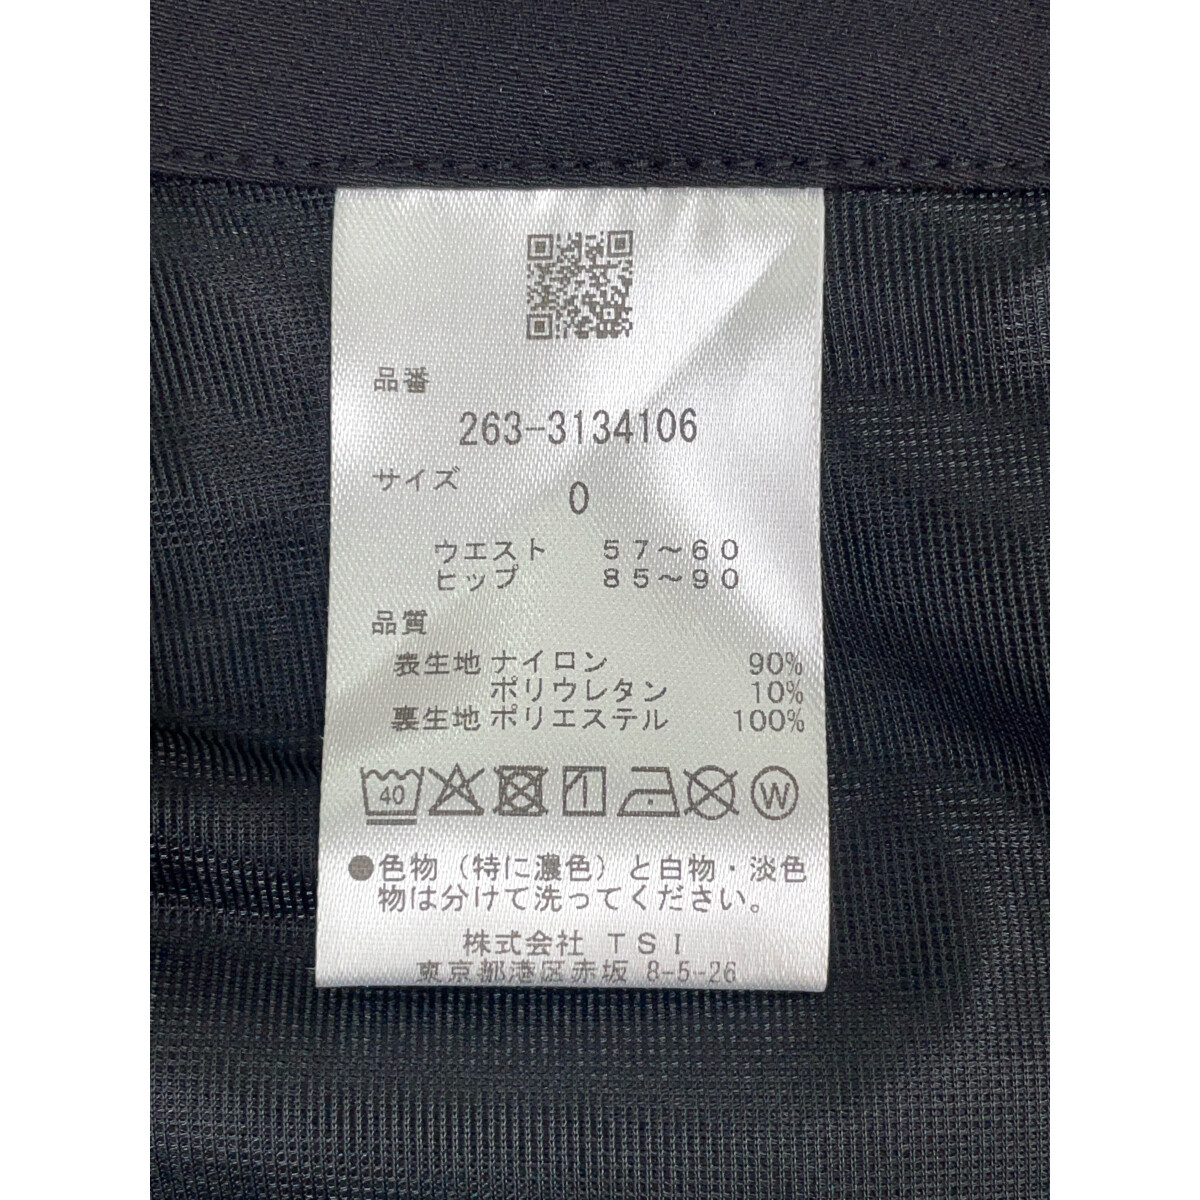 品番
263-3134106
サイズ
0
ウエスト 57〜60
ヒップ 85〜90
品質
表生地 ナイロン 90%
ポリウレタン 10%
裏生地 ポリエステル 100%
40 W
●色物（特に濃色）と白物・淡色
物は分けて洗ってください。
株式会社 TSI
東京都港区赤坂 8-5-26